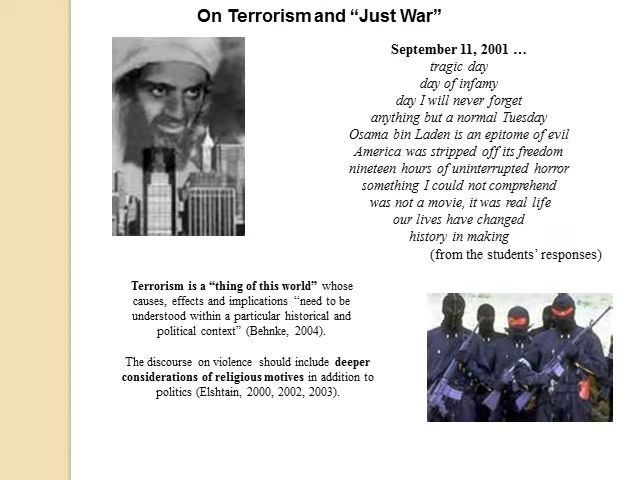 On Terrorism and “Just War”
September 11, 2001 …
tragic day
day of infamy
day I will never forget
anything but a normal Tuesday
Osama bin Laden is an epitome of evil
America was stripped off its freedom
nineteen hours of uninterrupted horror
something I could not comprehend
was not a movie, it was real life
our lives have changed
history in making
(from the students’ responses)
Terrorism is a “thing of this world” whose
causes, effects and implications “need to be
understood within a particular historical and
political context” (Behnke, 2004).
The discourse on violence should include deeper
considerations of religious motives in addition to
politics (Elshtain, 2000, 2002, 2003).